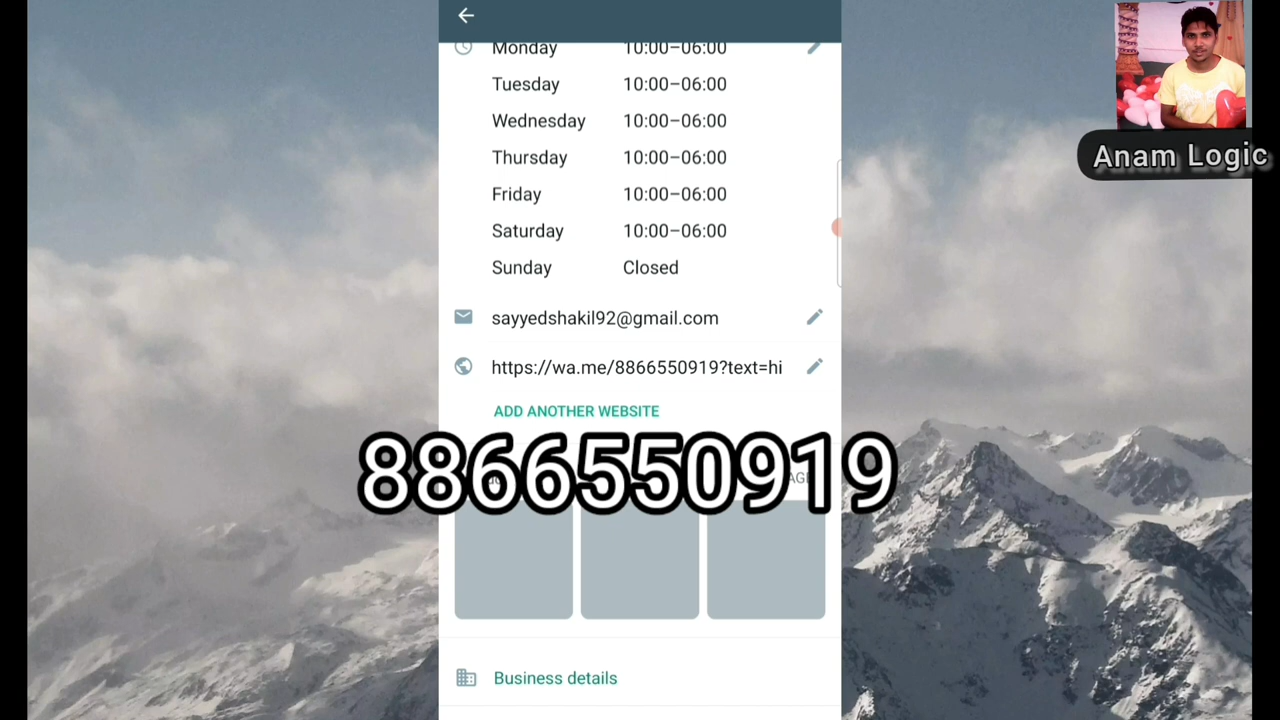 Monday 10:00–06:00
Tuesday 10:00–06:00
Wednesday 10:00–06:00
Thursday 10:00–06:00
Friday 10:00–06:00
Saturday 10:00–06:00
Sunday Closed
sayyedshakil92@gmail.com
https://wa.me/8866550919?text=hi
ADD ANOTHER WEBSITE
8866550919
Business details
Anam Logic